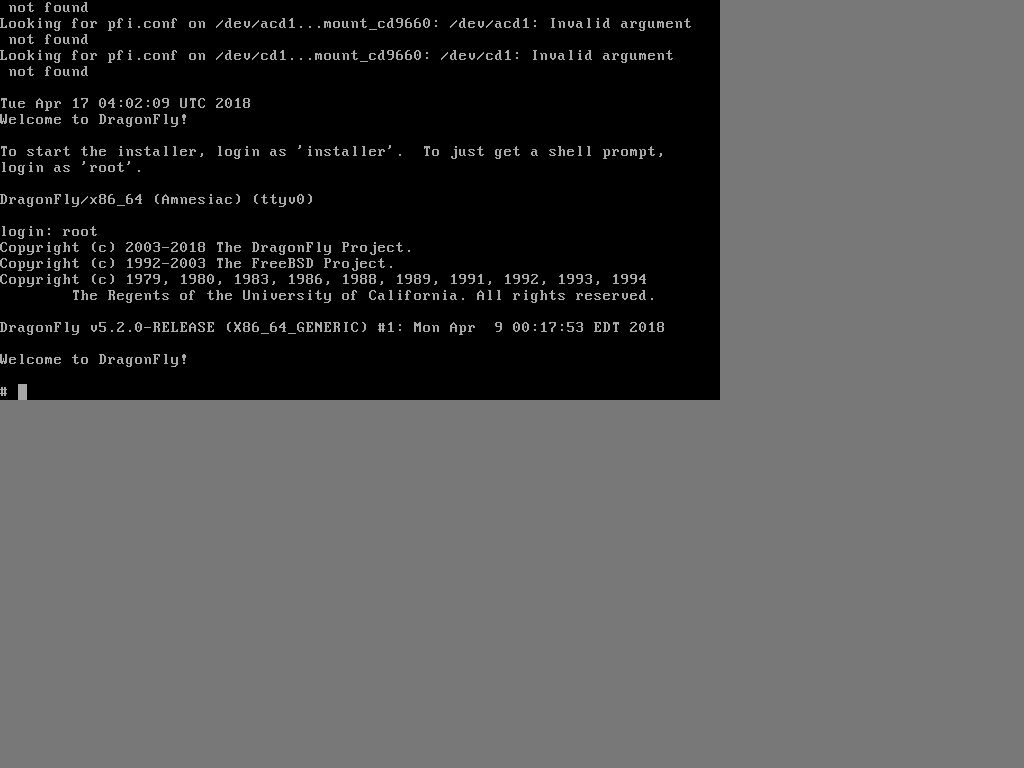 not found
Looking for pfi.conf on /dev/acd1...mount_cd9660: /dev/acd1: Invalid argument
not found
Looking for pfi.conf on /dev/cd1...mount_cd9660: /dev/cd1: Invalid argument
not found
Tue Apr 17 04:02:09 UTC 2018
Welcome to DragonFly!
To start the installer, login as 'installer'.  To just get a shell prompt,
login as 'root'.
DragonFly/x86_64 (Amnesiac) (ttyv0)
login: root
Copyright (c) 2003-2018 The DragonFly Project.
Copyright (c) 1992-2003 The FreeBSD Project.
Copyright (c) 1979, 1980, 1983, 1986, 1988, 1989, 1991, 1992, 1993, 1994
The Regents of the University of California. All rights reserved.
DragonFly v5.2.0-RELEASE (X86_64_GENERIC) #1: Mon Apr  9 00:17:53 EDT 2018
Welcome to DragonFly!
#